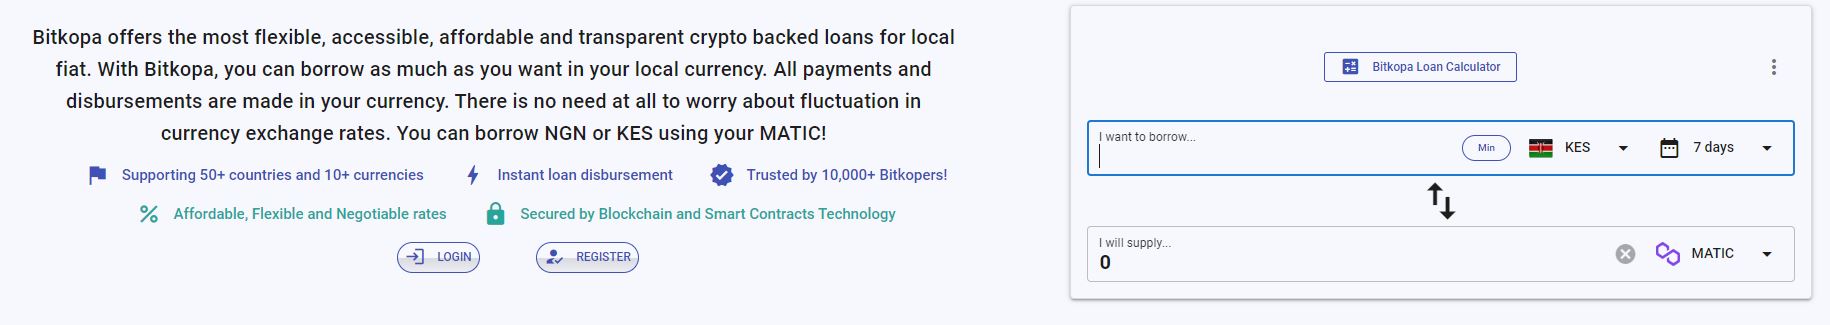 Bitkopa offers the most flexible, accessible, affordable and transparent crypto backed loans for local
fiat. With Bitkopa, you can borrow as much as you want in your local currency. All payments and
disbursements are made in your currency. There is no need at all to worry about fluctuation in
currency exchange rates. You can borrow NGN or KES using your MATIC!
Supporting 50+ countries and 10+ currencies
Instant loan disbursement
Trusted by 10,000+ Bitkopers!
Affordable, Flexible and Negotiable rates
Secured by Blockchain and Smart Contracts Technology
LOGIN
REGISTER
Bitkopa Loan Calculator
I want to borrow...
Min
KES
7 days
I will supply...
0
MATIC